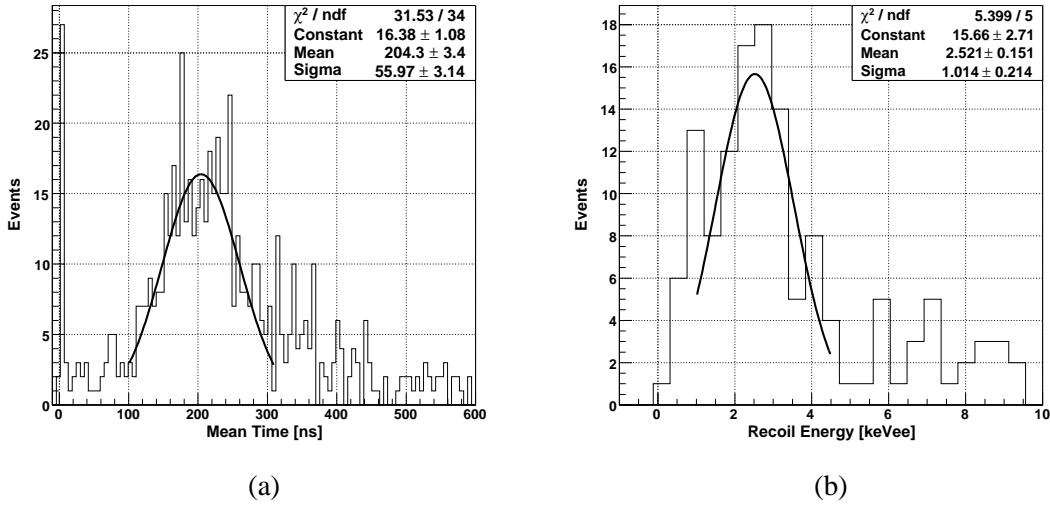 χ² / ndf 31.53 / 34
Constant 16.38 ± 1.08
Mean 204.3 ± 3.4
Sigma 55.97 ± 3.14
Events
25
20
15
10
5
0
0 100 200 300 400 500 600
Mean Time [ns]
(a)
χ² / ndf 5.399 / 5
Constant 15.66 ± 2.71
Mean 2.521 ± 0.151
Sigma 1.014 ± 0.214
Events
18
16
14
12
10
8
6
4
2
0
0 2 4 6 8 10
Recoil Energy [keVee]
(b)